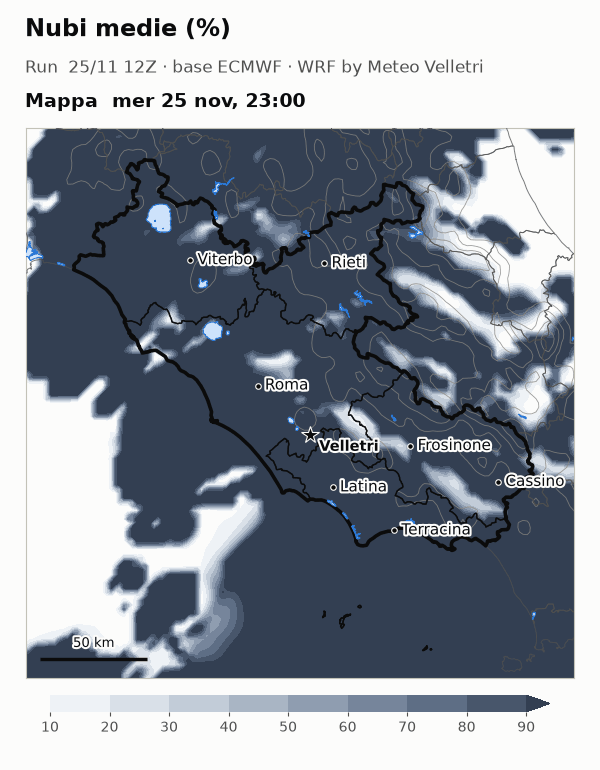 Nubi medie (%)
Run  25/11 12Z · base ECMWF · WRF by Meteo Velletri
Mappa  mer 25 nov, 23:00
Viterbo
Rieti
Roma
Velletri
Frosinone
Latina
Cassino
Terracina
50 km
10 20 30 40 50 60 70 80 90